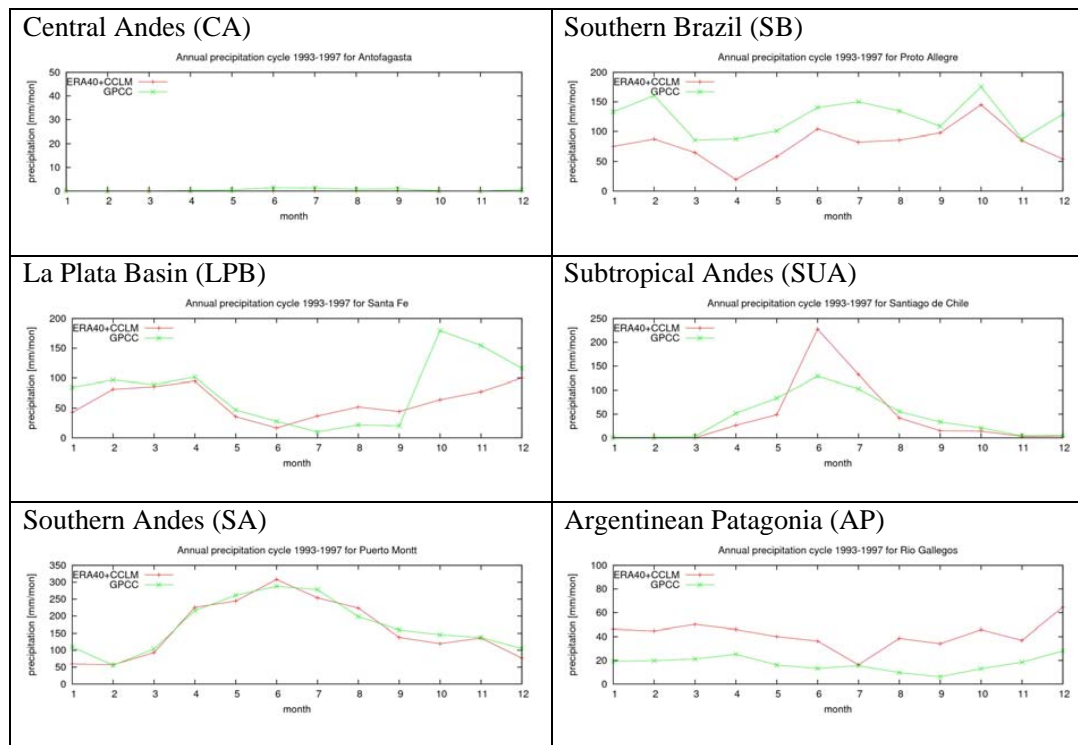 Central Andes (CA)
Annual precipitation cycle 1993-1997 for Antofagasta
50
40
30
20
10
0
precipitation [mm/mon]
ERA40+CCLM
GPCC
1 2 3 4 5 6 7 8 9 10 11 12
month
Southern Brazil (SB)
Annual precipitation cycle 1993-1997 for Proto Allegre
200
150
100
50
0
precipitation [mm/mon]
ERA40+CCLM
GPCC
1 2 3 4 5 6 7 8 9 10 11 12
month
La Plata Basin (LPB)
Annual precipitation cycle 1993-1997 for Santa Fe
200
150
100
50
0
precipitation [mm/mon]
ERA40+CCLM
GPCC
1 2 3 4 5 6 7 8 9 10 11 12
month
Subtropical Andes (SUA)
Annual precipitation cycle 1993-1997 for Santiago de Chile
250
200
150
100
50
0
precipitation [mm/mon]
ERA40+CCLM
GPCC
1 2 3 4 5 6 7 8 9 10 11 12
month
Southern Andes (SA)
Annual precipitation cycle 1993-1997 for Puerto Montt
350
300
250
200
150
100
50
0
precipitation [mm/mon]
ERA40+CCLM
GPCC
1 2 3 4 5 6 7 8 9 10 11 12
month
Argentinean Patagonia (AP)
Annual precipitation cycle 1993-1997 for Rio Gallegos
100
80
60
40
20
0
precipitation [mm/mon]
ERA40+CCLM
GPCC
1 2 3 4 5 6 7 8 9 10 11 12
month